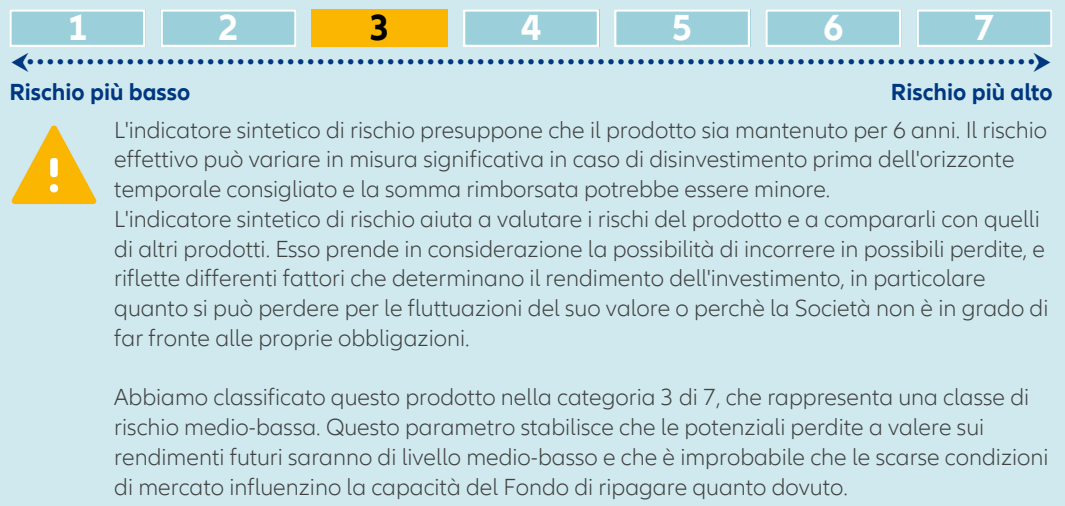 1 2 3 4 5 6 7
Rischio più basso Rischio più alto
L'indicatore sintetico di rischio presuppone che il prodotto sia mantenuto per 6 anni. Il rischio
effettivo può variare in misura significativa in caso di disinvestimento prima dell'orizzonte
temporale consigliato e la somma rimborsata potrebbe essere minore.
L'indicatore sintetico di rischio aiuta a valutare i rischi del prodotto e a compararli con quelli
di altri prodotti. Esso prende in considerazione la possibilità di incorrere in possibili perdite, e
riflette differenti fattori che determinano il rendimento dell'investimento, in particolare
quanto si può perdere per le fluttuazioni del suo valore o perchè la Società non è in grado di
far fronte alle proprie obbligazioni.
Abbiamo classificato questo prodotto nella categoria 3 di 7, che rappresenta una classe di
rischio medio-bassa. Questo parametro stabilisce che le potenziali perdite a valere sui
rendimenti futuri saranno di livello medio-basso e che è improbabile che le scarse condizioni
di mercato influenzino la capacità del Fondo di ripagare quanto dovuto.